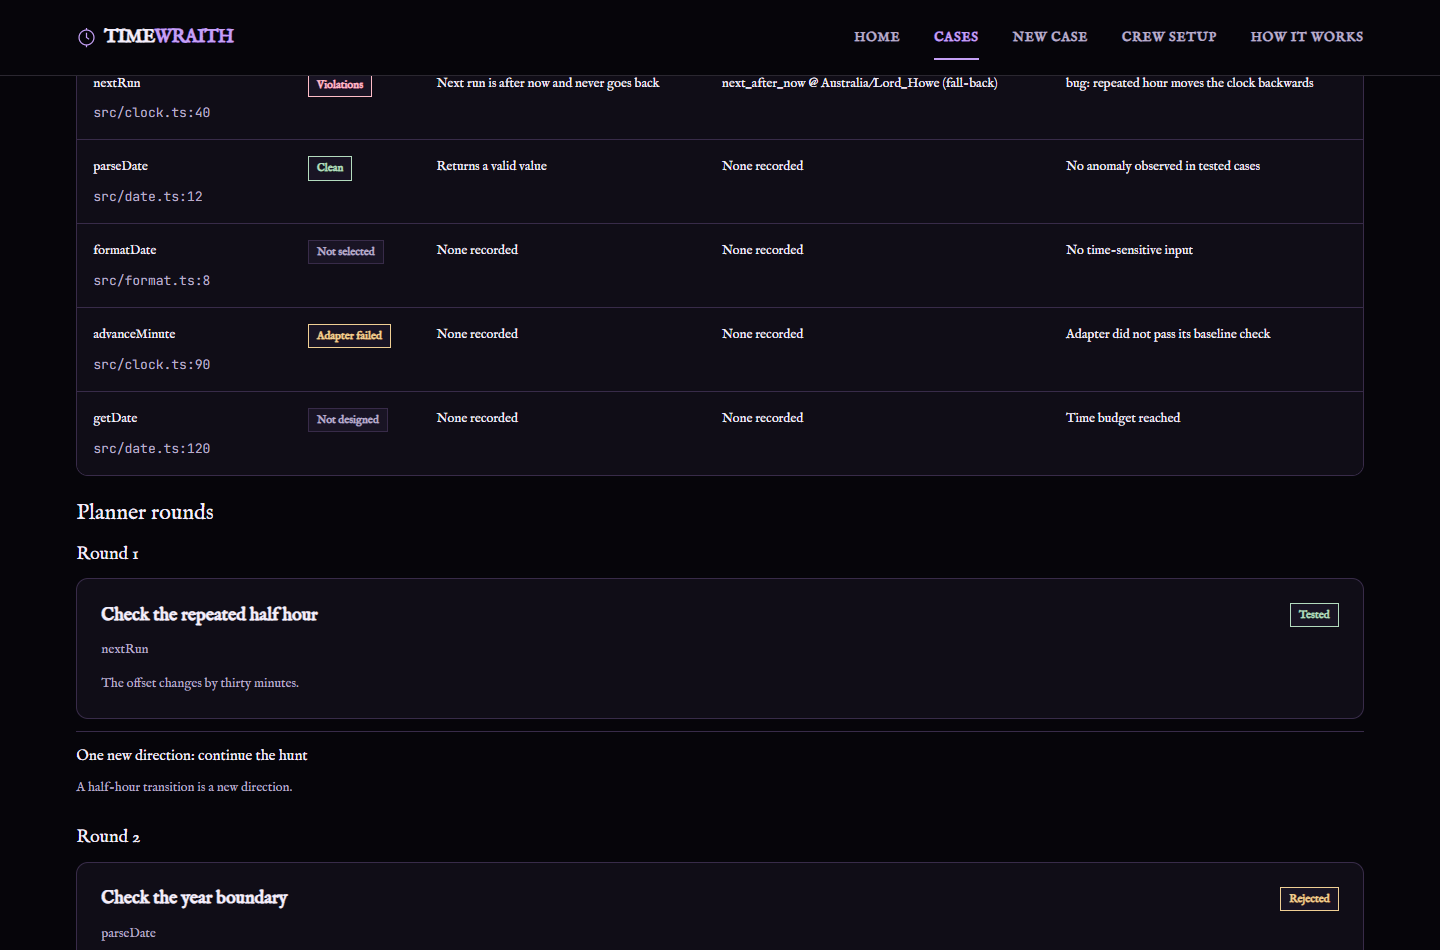 TIMEWRAITH
HOME CASES NEW CASE CREW SETUP HOW IT WORKS
nextRun Violations Next run is after now and never goes back next_after_now @ Australia/Lord_Howe (fall-back) bug: repeated hour moves the clock backwards
src/clock.ts:40
parseDate Clean Returns a valid value None recorded No anomaly observed in tested cases
src/date.ts:12
formatDate Not selected None recorded None recorded No time-sensitive input
src/format.ts:8
advanceMinute Adapter failed None recorded None recorded Adapter did not pass its baseline check
src/clock.ts:90
getDate Not designed None recorded None recorded Time budget reached
src/date.ts:120
Planner rounds
Round 1
Check the repeated half hour Tested
nextRun
The offset changes by thirty minutes.
One new direction: continue the hunt
A half-hour transition is a new direction.
Round 2
Check the year boundary Rejected
parseDate